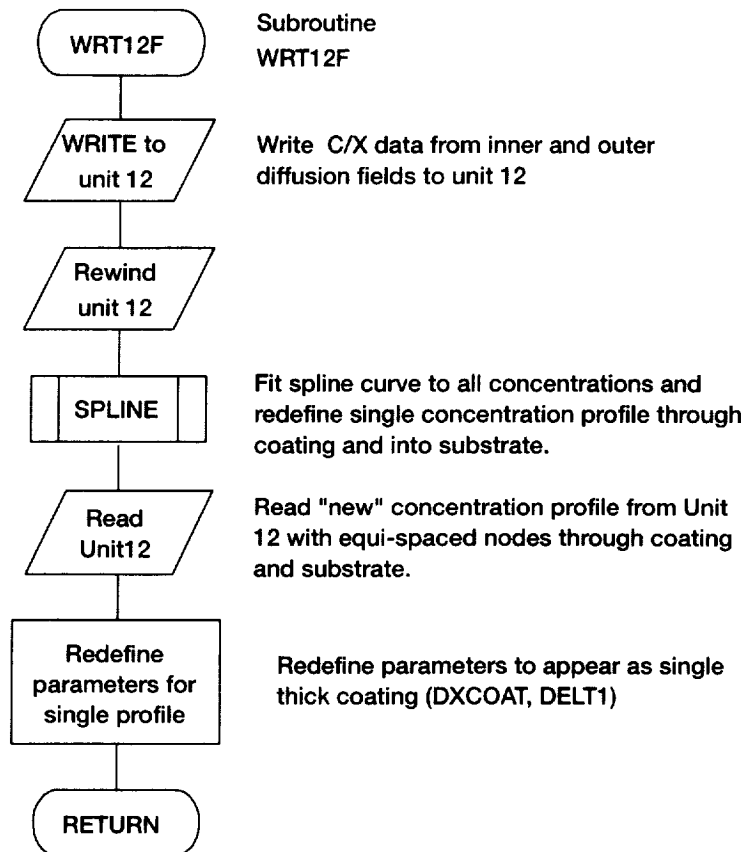 WRT12F
Subroutine
WRT12F
WRITE to
unit 12
Write C/X data from inner and outer
diffusion fields to unit 12
Rewind
unit 12
SPLINE
Fit spline curve to all concentrations and
redefine single concentration profile through
coating and into substrate.
Read
Unit12
Read "new" concentration profile from Unit
12 with equi-spaced nodes through coating
and substrate.
Redefine
parameters for
single profile
Redefine parameters to appear as single
thick coating (DXCOAT, DELT1)
RETURN